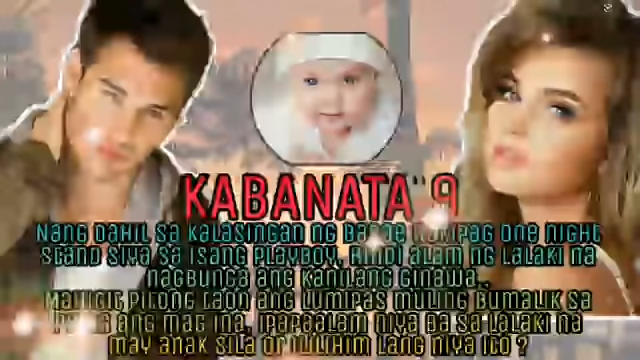 KABANATA" 9
Nang dahil sa kalasingan ng babae one night
stand siya sa isang playboy, hindi alam ng lalaki na
nagbunga ang kanilang ginawa..
Mahigit pitong taon ang lumipas muling bumalik sa
ang mag ina, ipapaalam niya ba sa lalaki na
may anak sila or ililihim lang niya ito ?